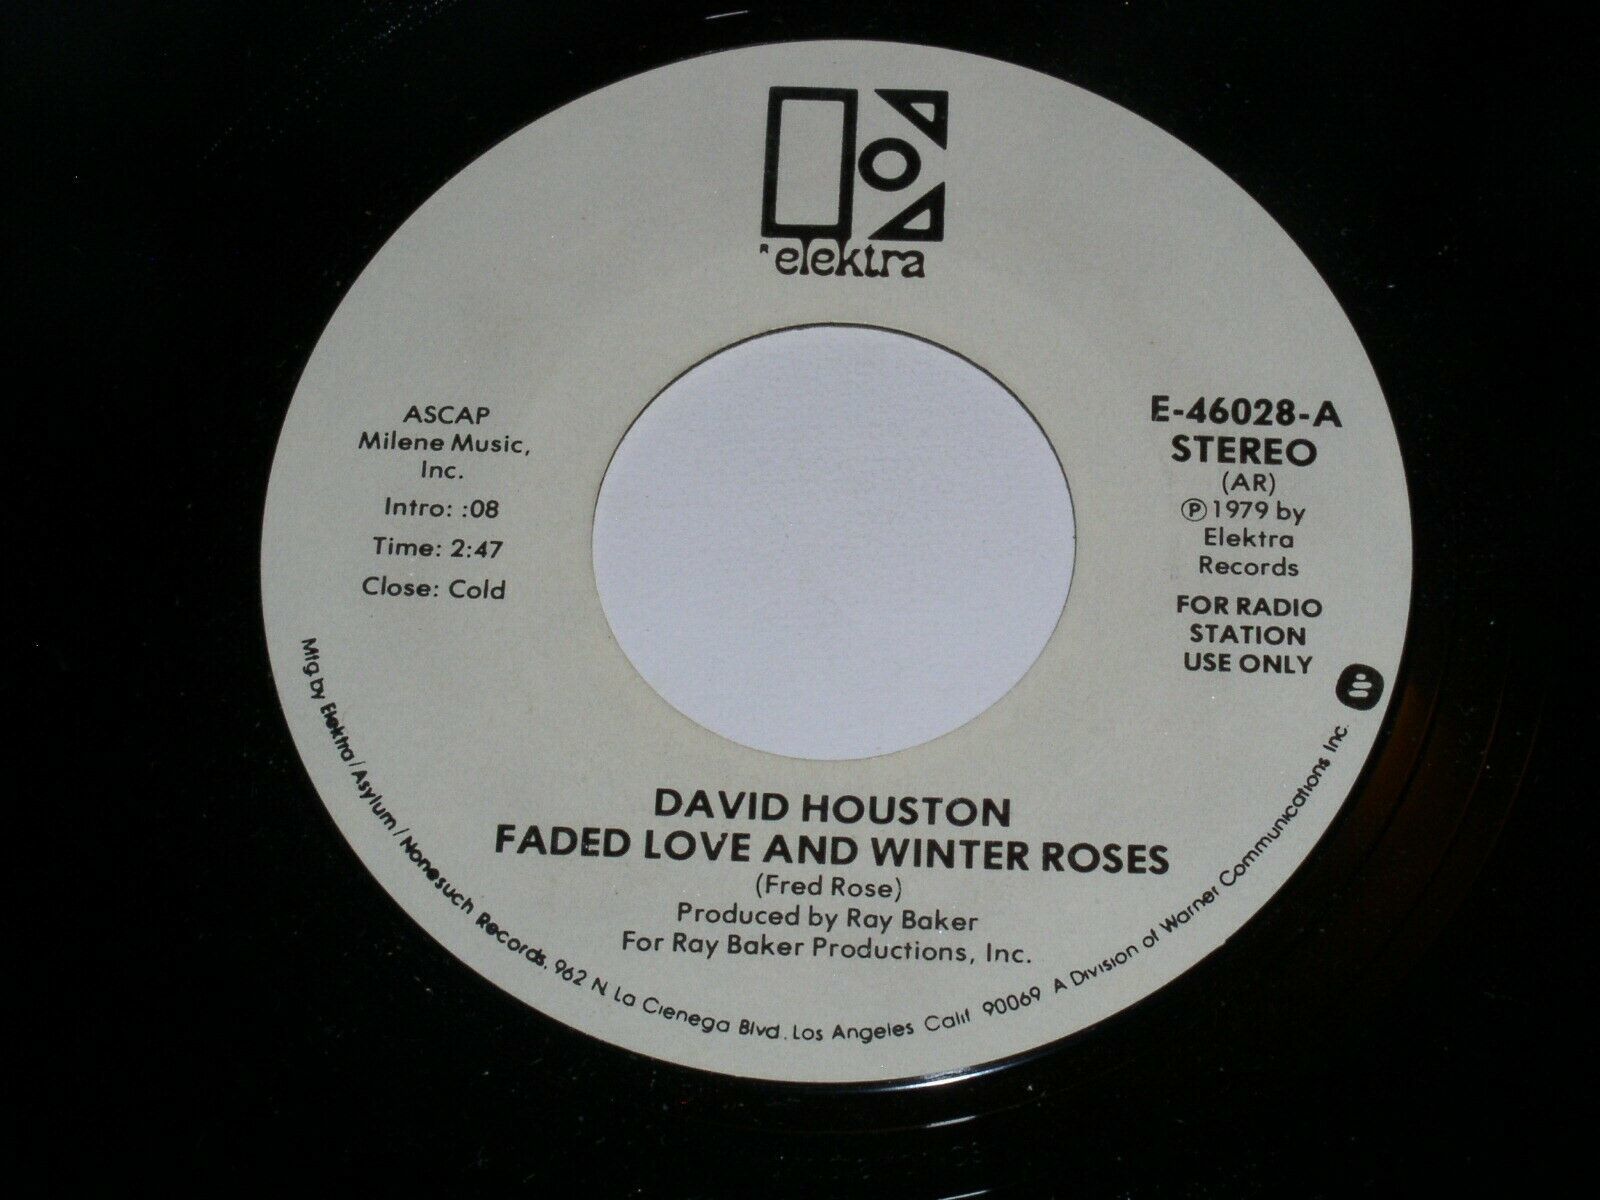 ® elektra
ASCAP
Milene Music,
Inc.
Intro: :08
Time: 2:47
Close: Cold
E-46028-A
STEREO
(AR)
℗ 1979 by
Elektra
Records
FOR RADIO
STATION
USE ONLY
DAVID HOUSTON
FADED LOVE AND WINTER ROSES
(Fred Rose)
Produced by Ray Baker
For Ray Baker Productions, Inc.
Mfg. by Elektra/Asylum/Nonesuch Records. 962 N. La Cienega Blvd. Los Angeles Calif 90069 A Division of Warner Communications Inc.